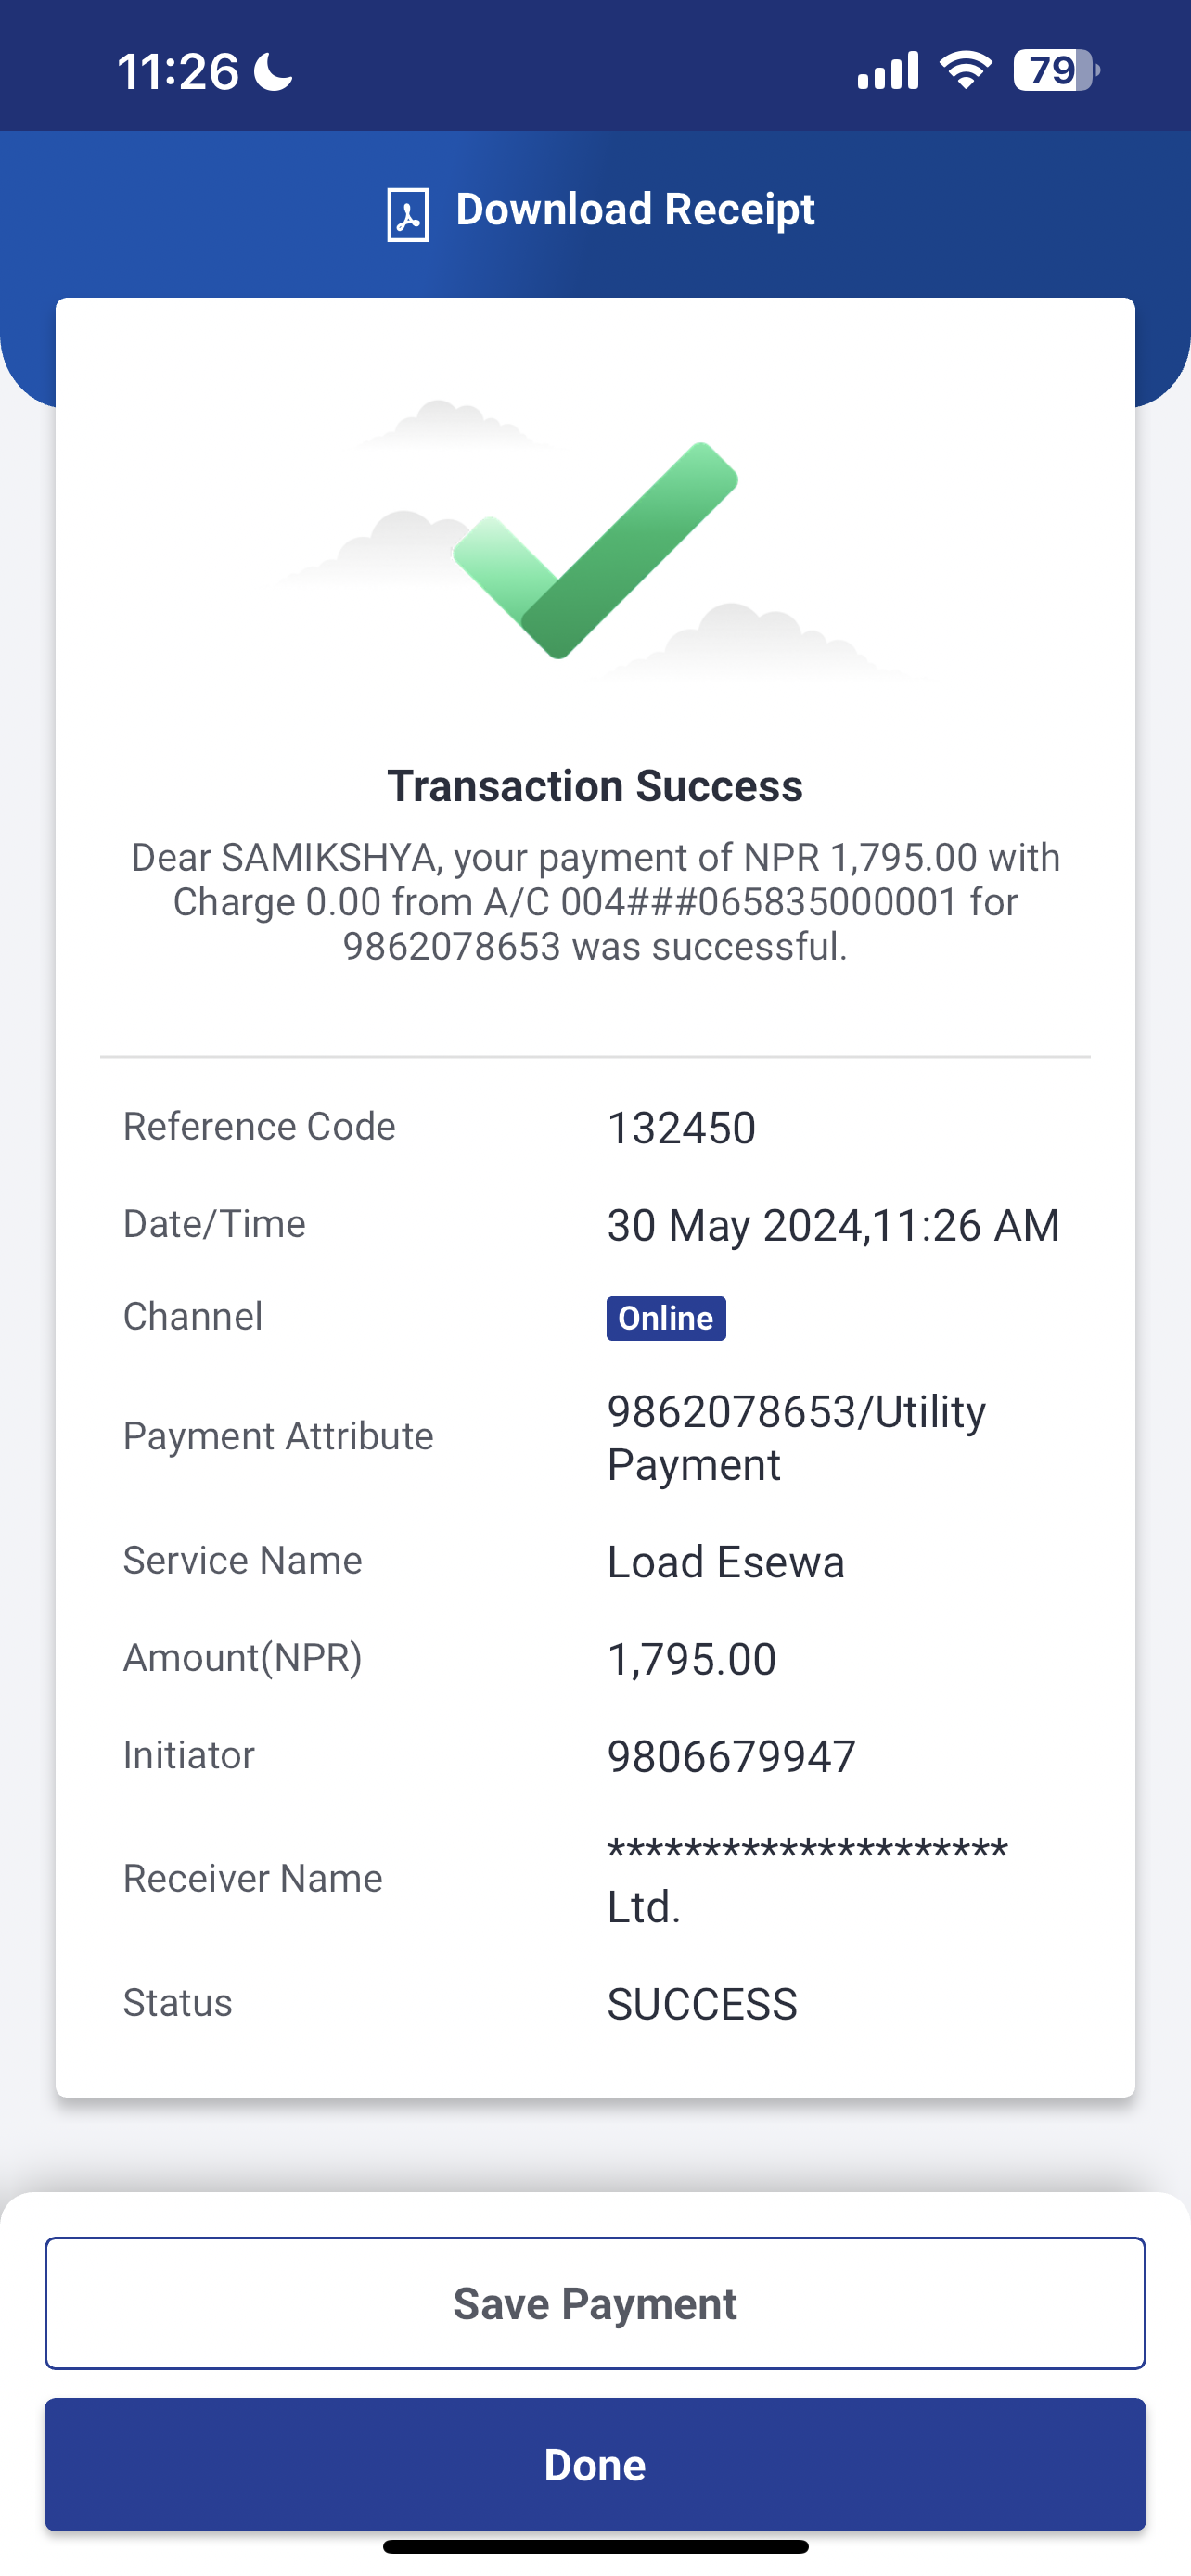 11:26
79
Download Receipt
Transaction Success
Dear SAMIKSHYA, your payment of NPR 1,795.00 with
Charge 0.00 from A/C 004###065835000001 for
9862078653 was successful.
Reference Code 132450
Date/Time 30 May 2024,11:26 AM
Channel Online
Payment Attribute 9862078653/Utility
Payment
Service Name Load Esewa
Amount(NPR) 1,795.00
Initiator 9806679947
Receiver Name *********************
Ltd.
Status SUCCESS
Save Payment
Done